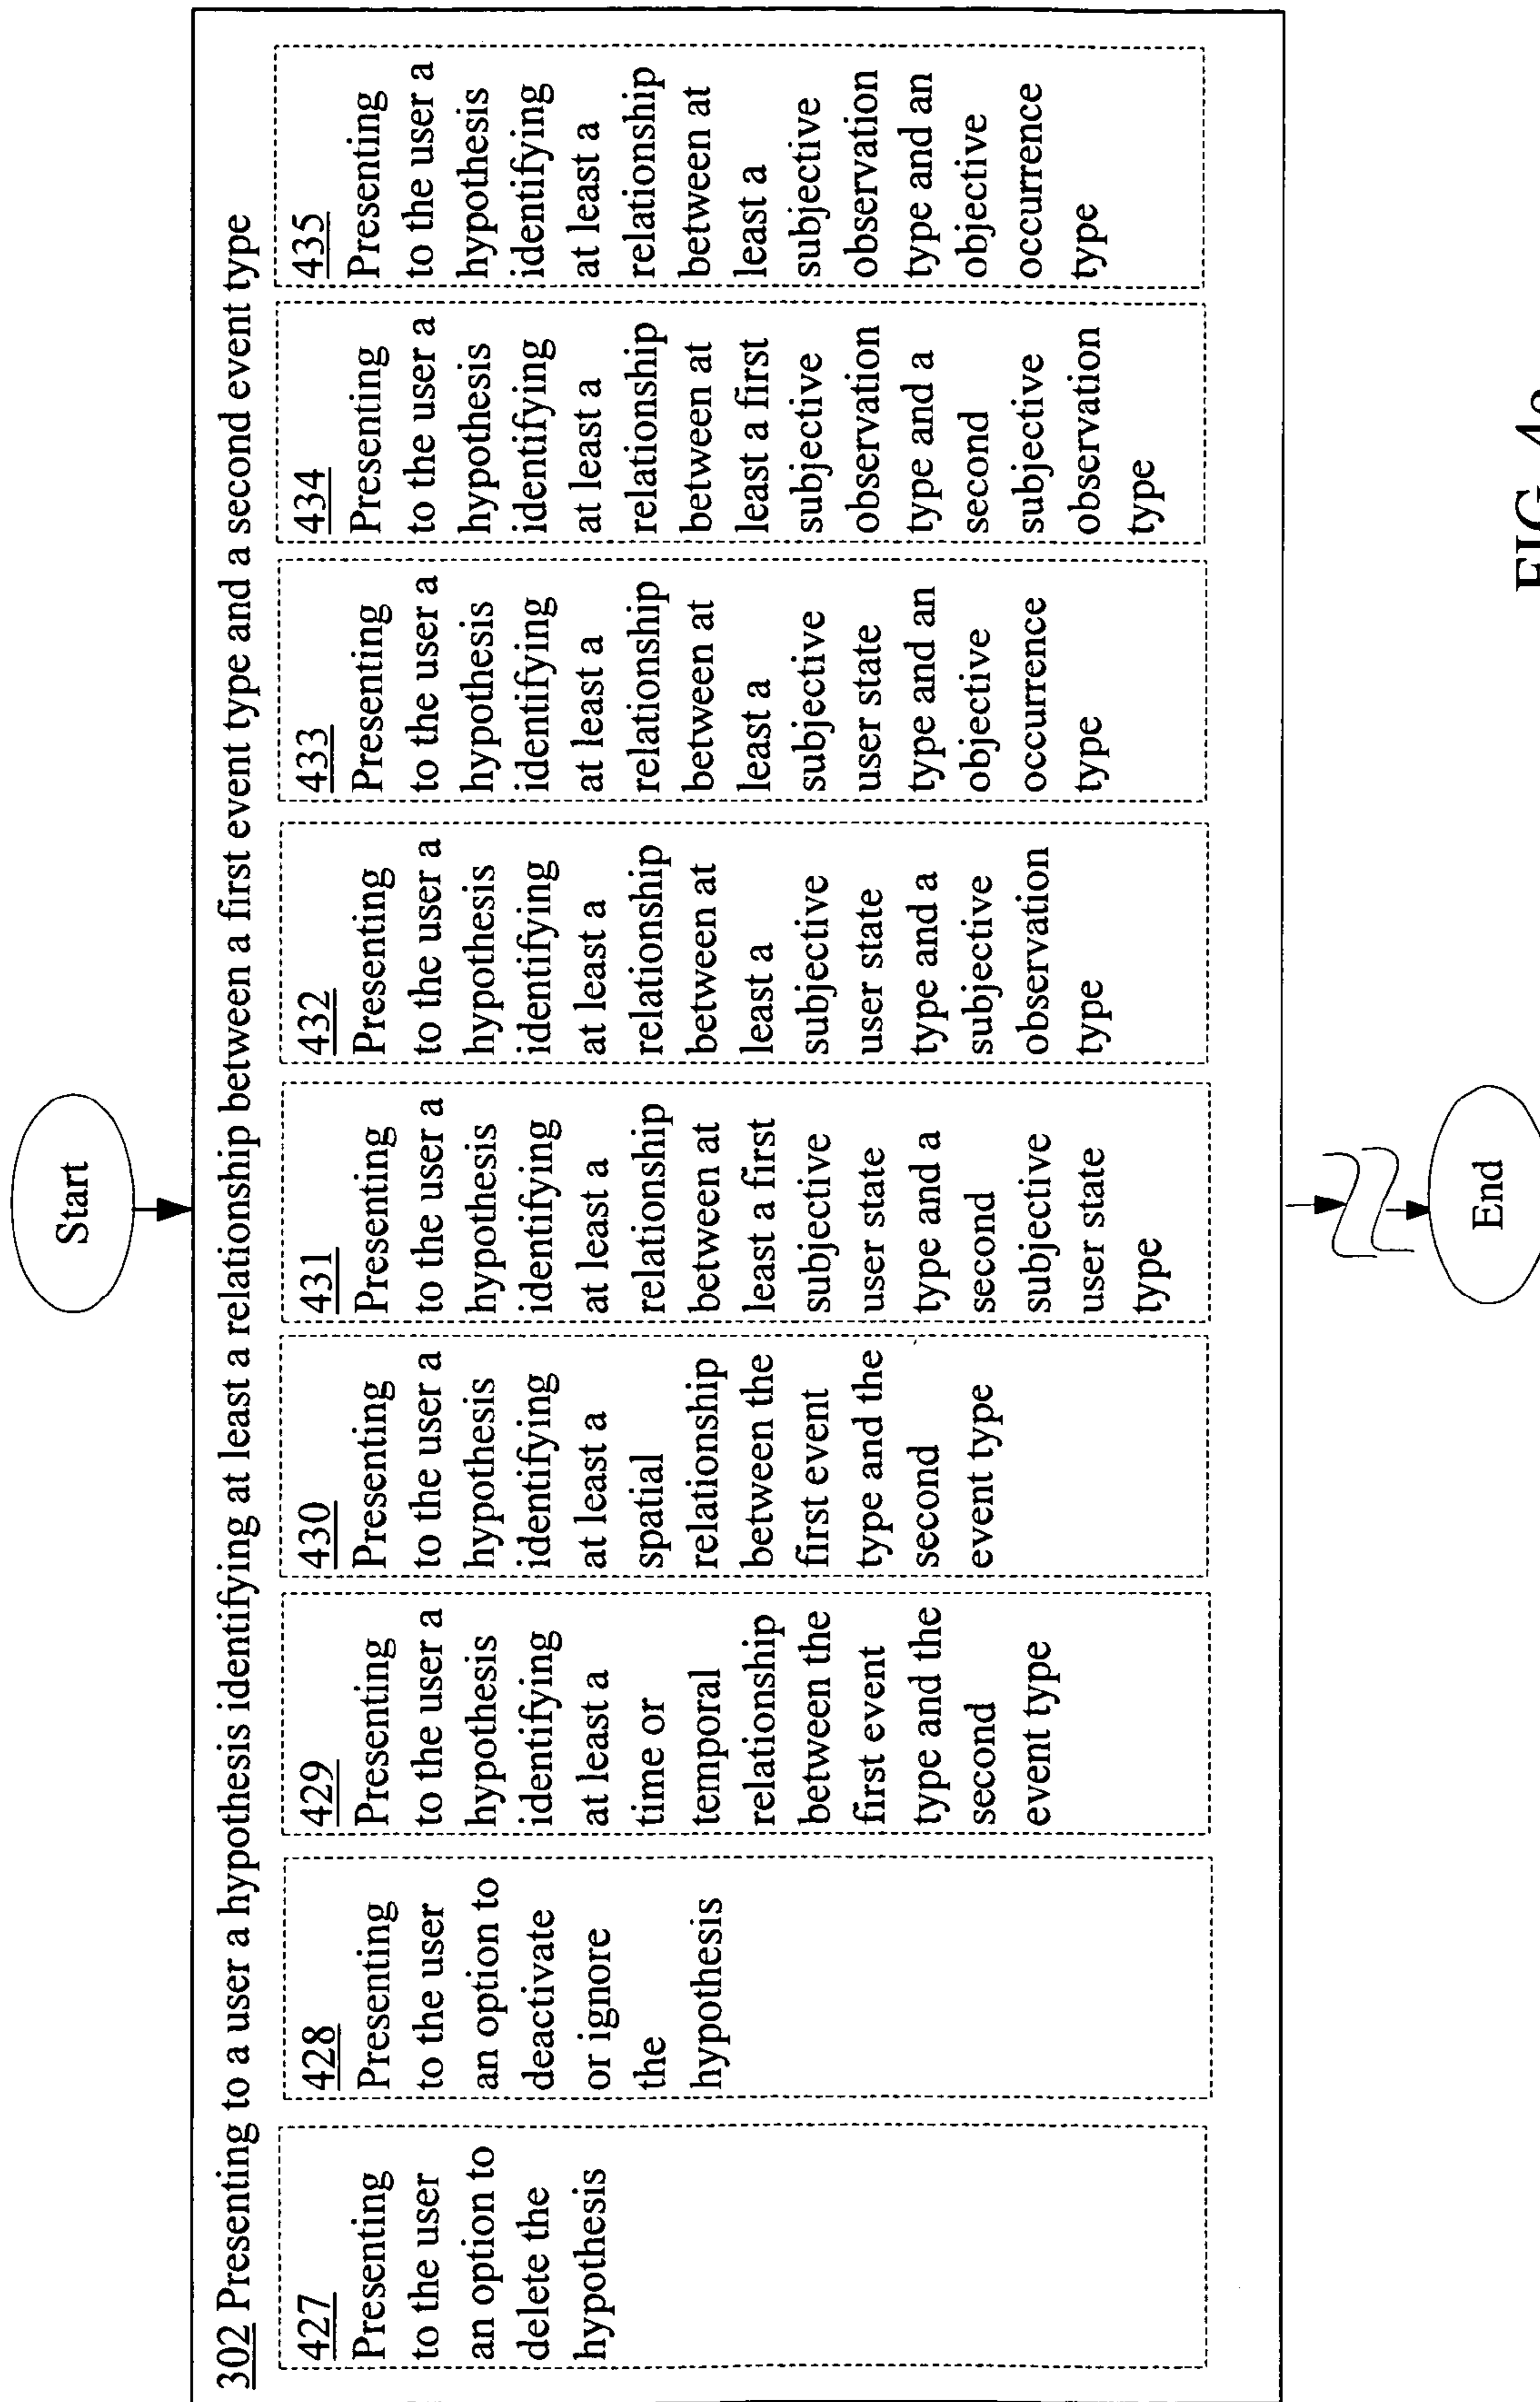 Start
302 Presenting to a user a hypothesis identifying at least a relationship between a first event type and a second event type
427
Presenting
to the user
an option to
delete the
hypothesis
428
Presenting
to the user
an option to
deactivate
or ignore
the
hypothesis
429
Presenting
to the user a
hypothesis
identifying
at least a
time or
temporal
relationship
between the
first event
type and the
second
event type
430
Presenting
to the user a
hypothesis
identifying
at least a
spatial
relationship
between the
first event
type and the
second
event type
431
Presenting
to the user a
hypothesis
identifying
at least a
relationship
between at
least a first
subjective
user state
type and a
second
subjective
user state
type
432
Presenting
to the user a
hypothesis
identifying
at least a
relationship
between at
least a
subjective
user state
type and a
subjective
observation
type
433
Presenting
to the user a
hypothesis
identifying
at least a
relationship
between at
least a
subjective
user state
type and an
objective
occurrence
type
434
Presenting
to the user a
hypothesis
identifying
at least a
relationship
between at
least a first
subjective
observation
type and a
second
subjective
observation
type
435
Presenting
to the user a
hypothesis
identifying
at least a
relationship
between at
least a
subjective
observation
type and an
objective
occurrence
type
End
FIG